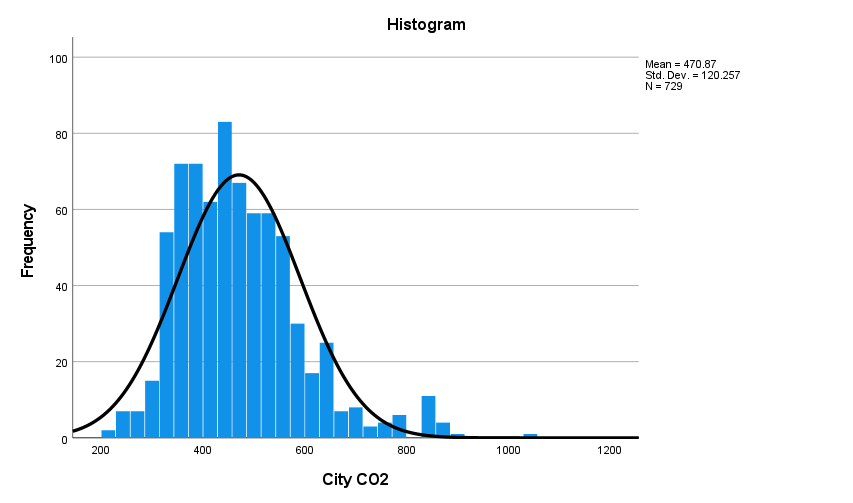 Histogram
100
80
60
40
20
0
Frequency
200 400 600 800 1000 1200
City CO2
Mean = 470.87
Std. Dev. = 120.257
N = 729